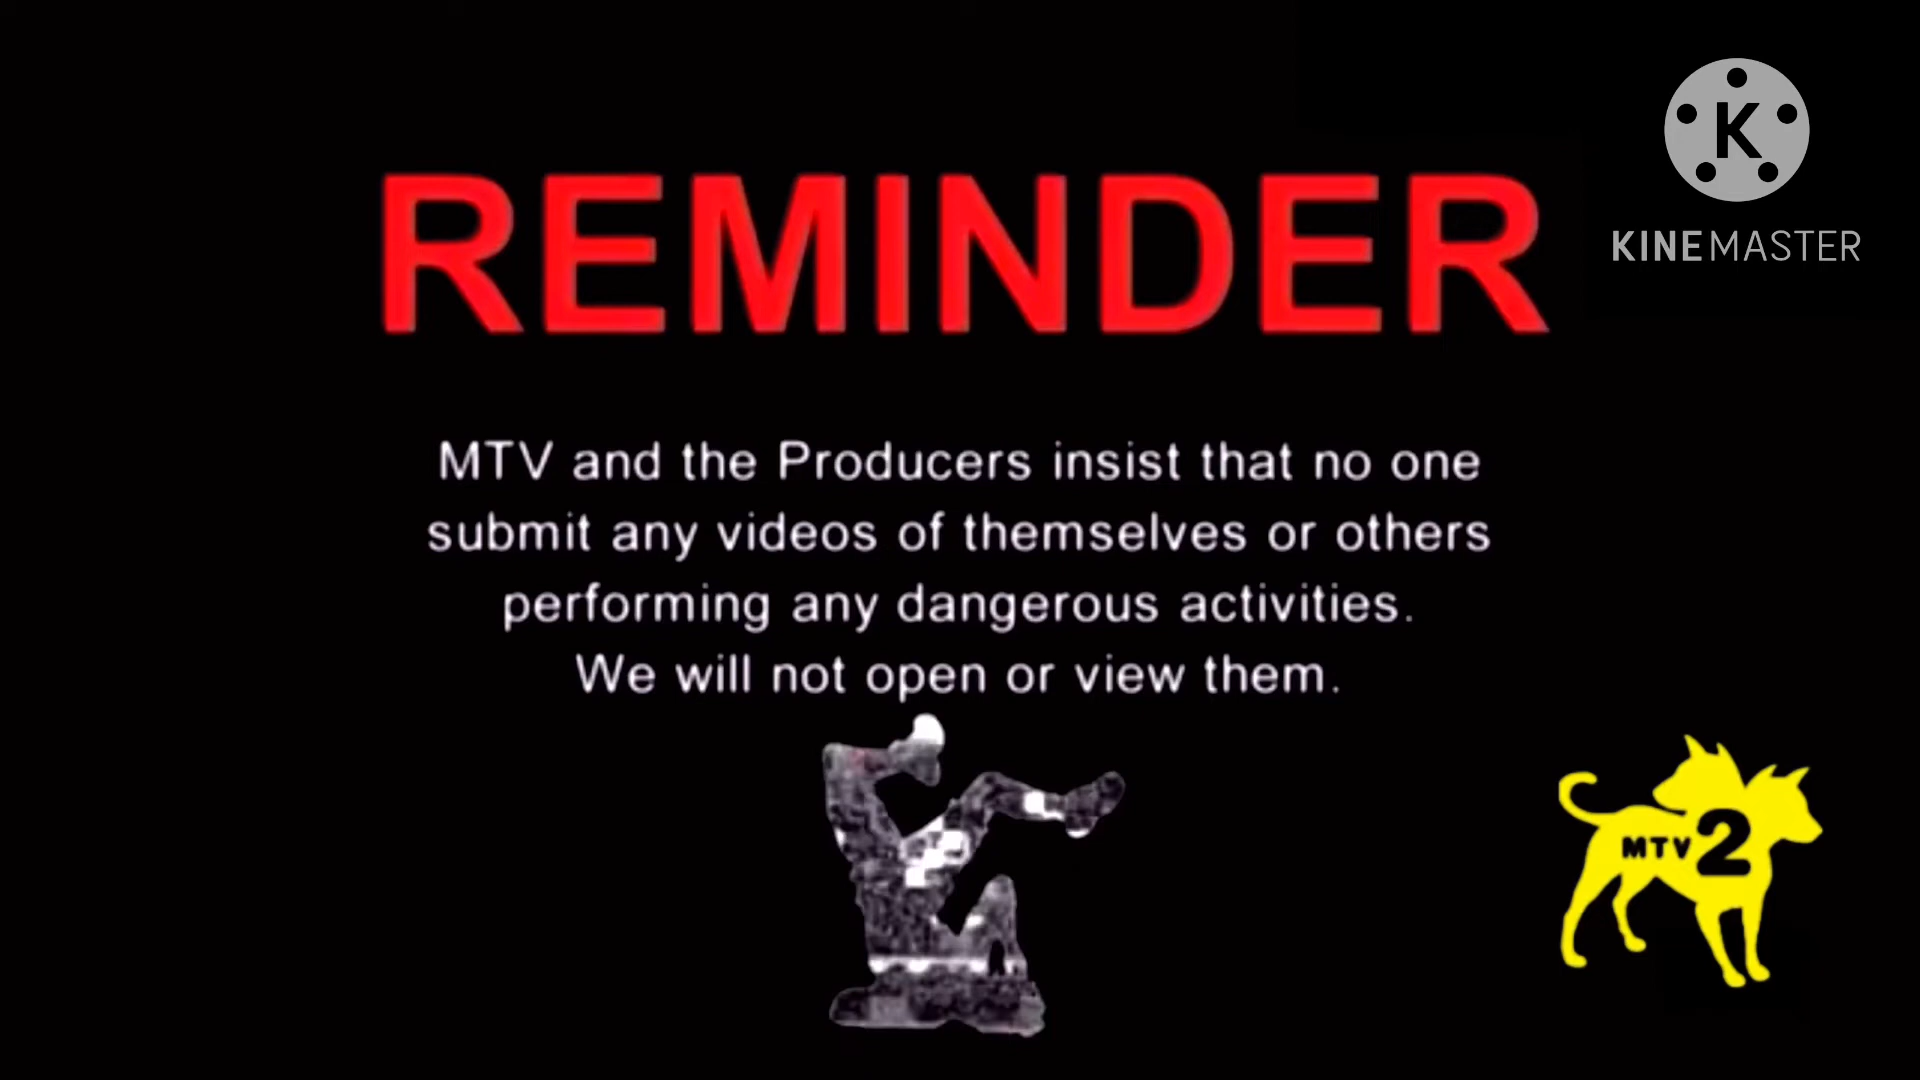 K
KINEMASTER
REMINDER
MTV and the Producers insist that no one
submit any videos of themselves or others
performing any dangerous activities.
We will not open or view them.
MTV2